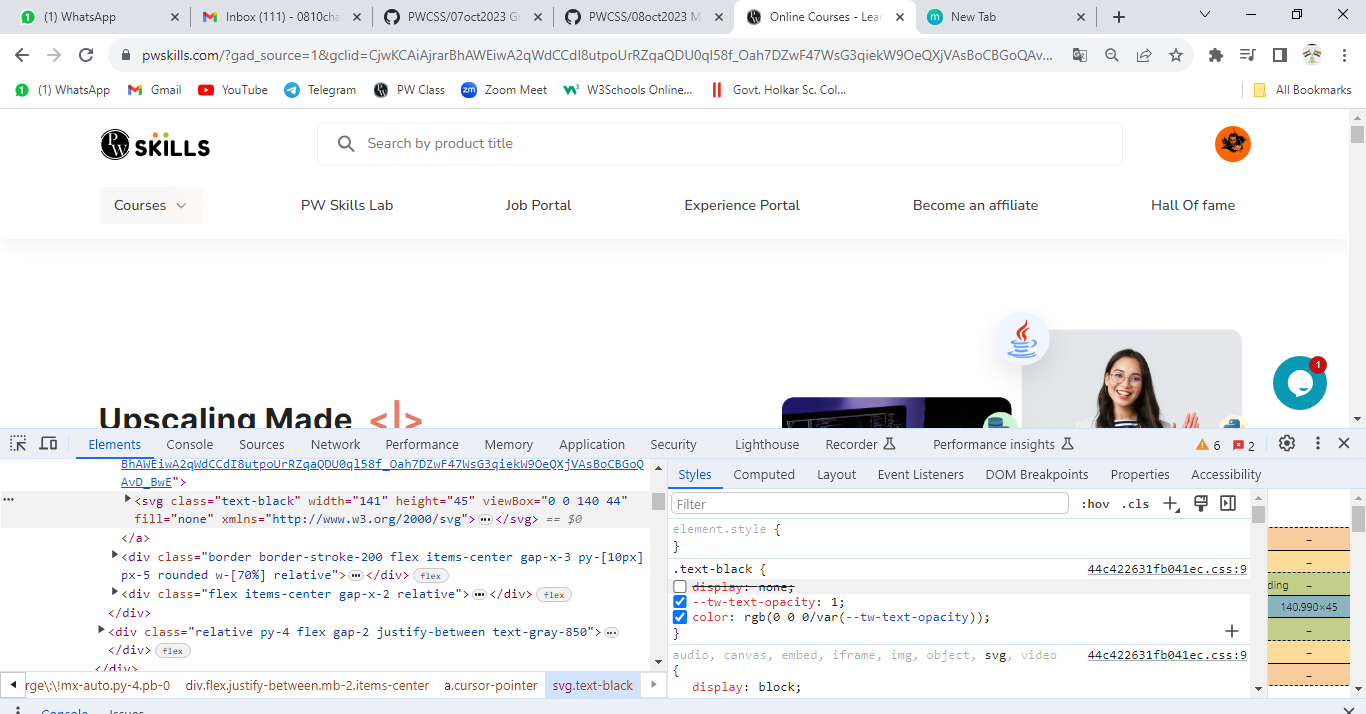 (1) WhatsApp
Inbox (111) - 0810cha
PWCSS/07oct2023 Gr
PWCSS/08oct2023 M
Online Courses - Lear
New Tab
pwskills.com/?gad_source=1&gclid=CjwKCAiAjrarBhAWEiwA2qWdCCdI8utpoUrRZqaQDU0ql58f_Oah7DZwF47WsG3qiekW9OeQXjVAsBoCBGoQAv...
(1) WhatsApp Gmail YouTube Telegram PW Class Zoom Meet W3Schools Online... Govt. Holkar Sc. Col... All Bookmarks
PW SKILLS
Search by product title
Courses PW Skills Lab Job Portal Experience Portal Become an affiliate Hall Of fame
Upscaling Made </>
1
Elements Console Sources Network Performance Memory Application Security Lighthouse Recorder Performance insights 6 2
BhAWEiwA2qWdCCdI8utpoUrRZqaQDU0ql58f_Oah7DZwF47WsG3qiekW9OeQXjVAsBoCBGoQ
AvD_BwE">
<svg class="text-black" width="141" height="45" viewBox="0 0 140 44"
fill="none" xmlns="http://www.w3.org/2000/svg"> ... </svg> == $0
</a>
<div class="border border-stroke-200 flex items-center gap-x-3 py-[10px]
px-5 rounded w-[70%] relative"> ... </div> flex
<div class="flex items-center gap-x-2 relative"> ... </div> flex
</div>
<div class="relative py-4 flex gap-2 justify-between text-gray-850"> ...
</div> flex
</div>
rge\:\!mx-auto.py-4.pb-0 div.flex.justify-between.mb-2.items-center a.cursor-pointer svg.text-black
Styles Computed Layout Event Listeners DOM Breakpoints Properties Accessibility
Filter :hov .cls
element.style {
}
.text-black { 44c422631fb041ec.css:9
display: none;
--tw-text-opacity: 1;
color: rgb(0 0 0/var(--tw-text-opacity));
}
audio, canvas, embed, iframe, img, object, svg, video 44c422631fb041ec.css:9
{
display: block;
ding
140.990×45
Console Issues